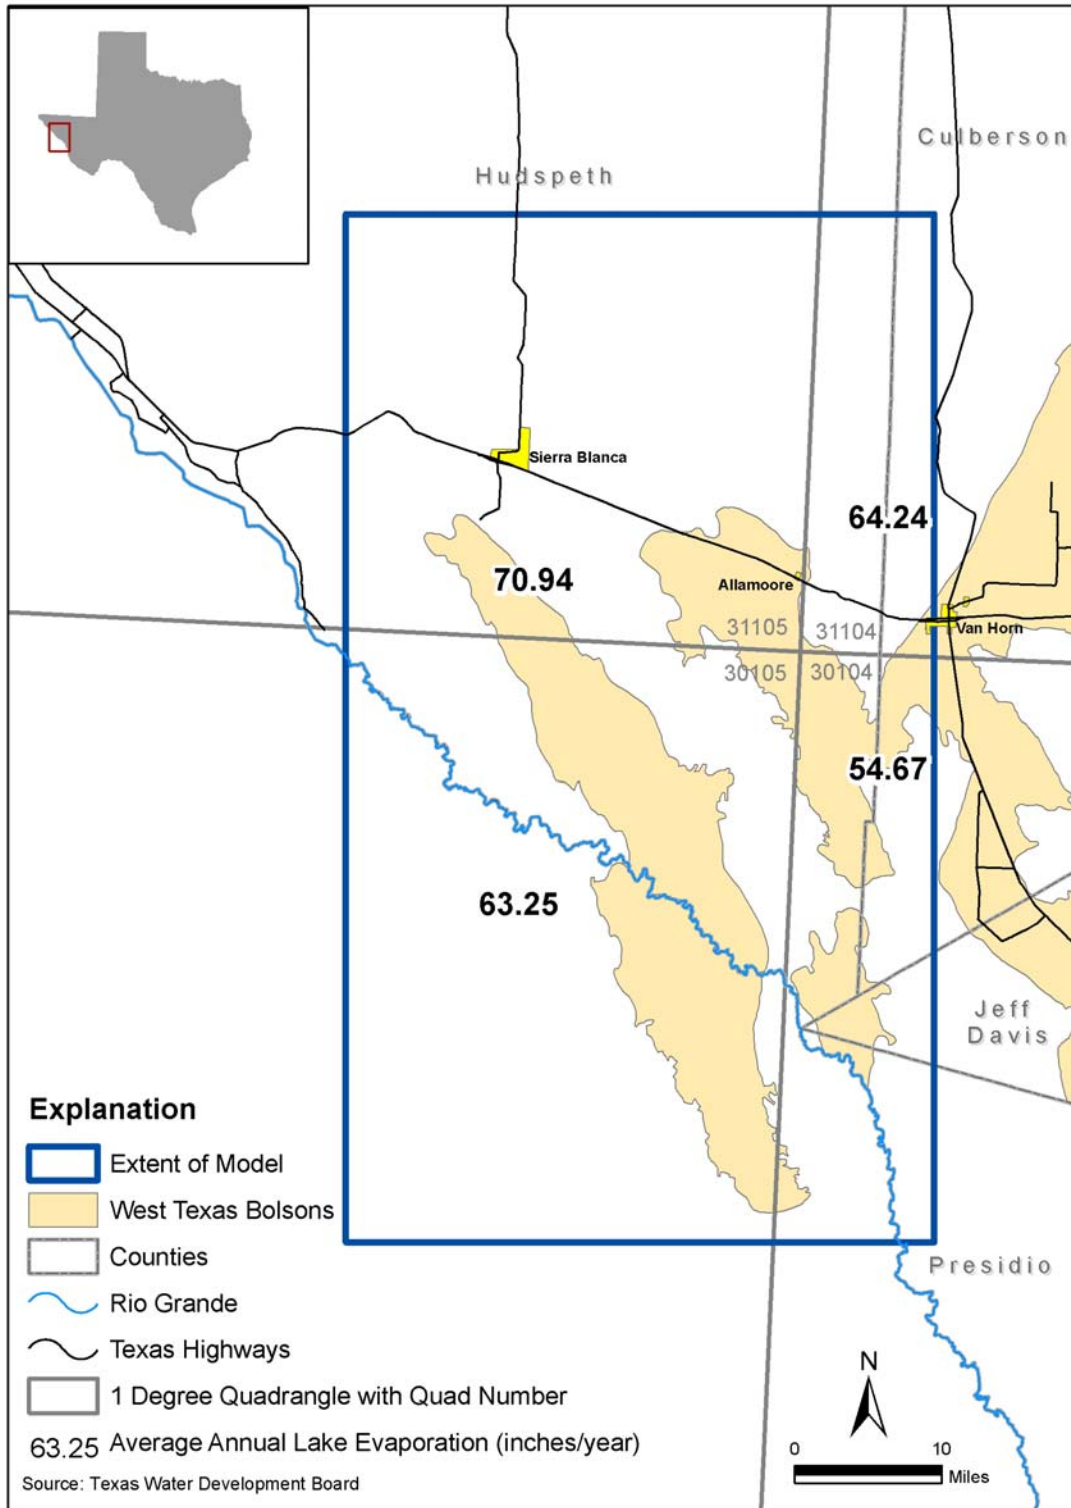 Culberson
Hudspeth
Sierra Blanca
64.24
70.94
Allamoore
31105
31104
Van Horn
30105
30104
54.67
63.25
Jeff
Davis
Explanation
Extent of Model
West Texas Bolsons
Counties
Presidio
Rio Grande
Texas Highways
N
1 Degree Quadrangle with Quad Number
63.25 Average Annual Lake Evaporation (inches/year)
0 10
Miles
Source: Texas Water Development Board